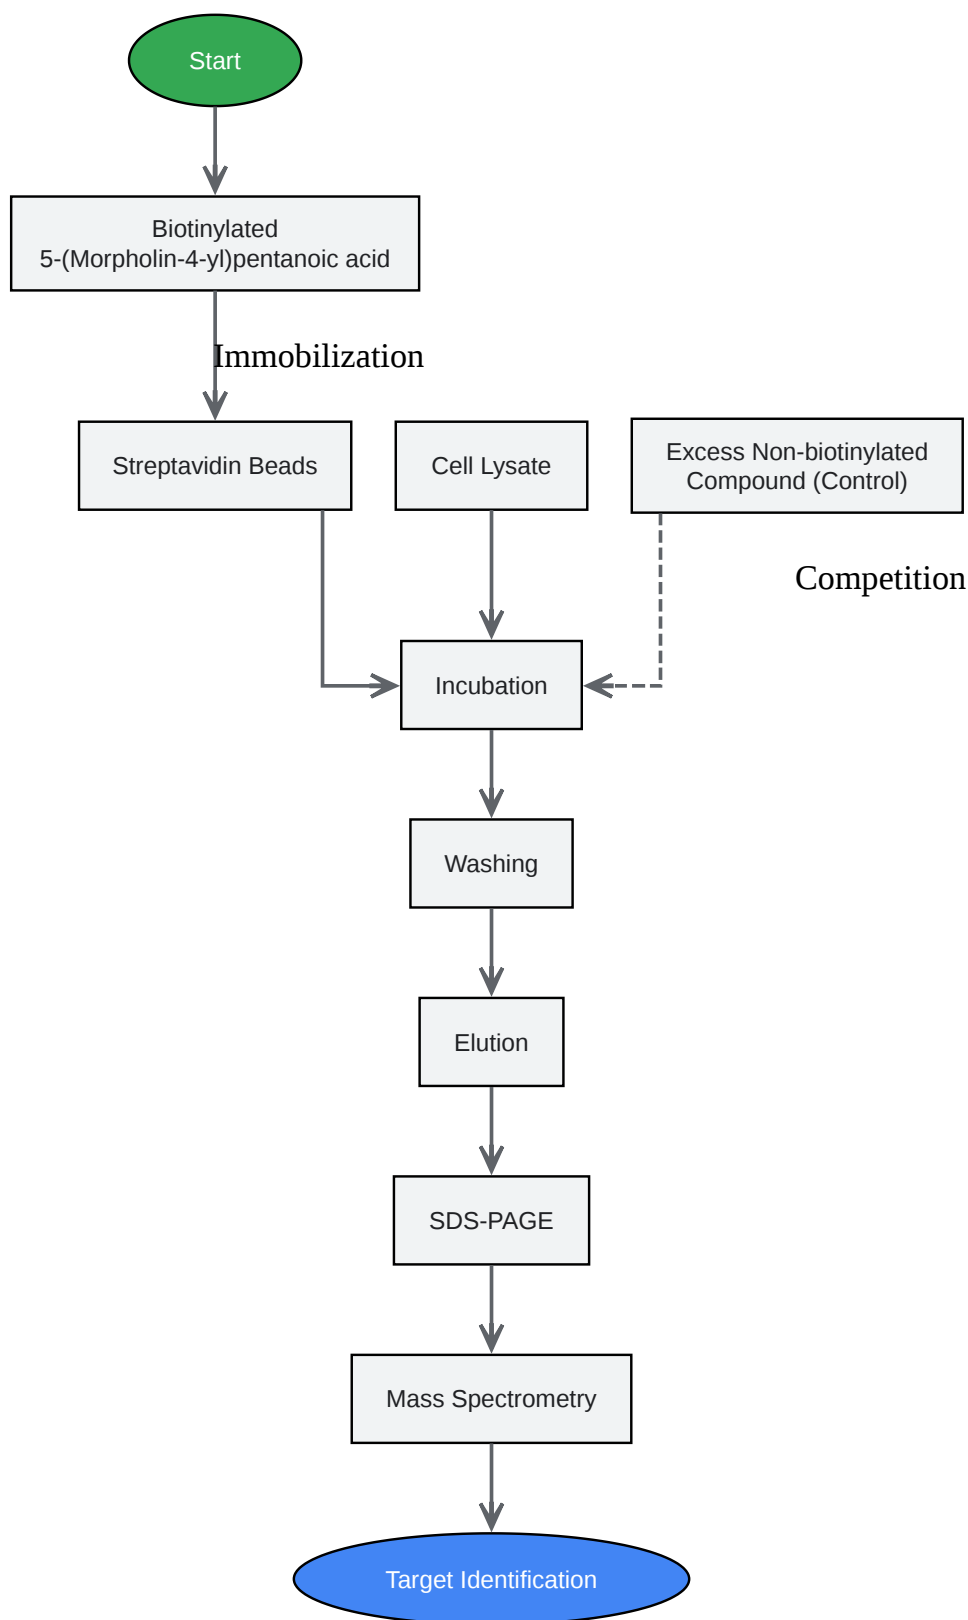 Start
Biotinylated
5-(Morpholin-4-yl)pentanoic acid
Immobilization
Streptavidin Beads
Cell Lysate
Excess Non-biotinylated
Compound (Control)
Competition
Incubation
Washing
Elution
SDS-PAGE
Mass Spectrometry
Target Identification